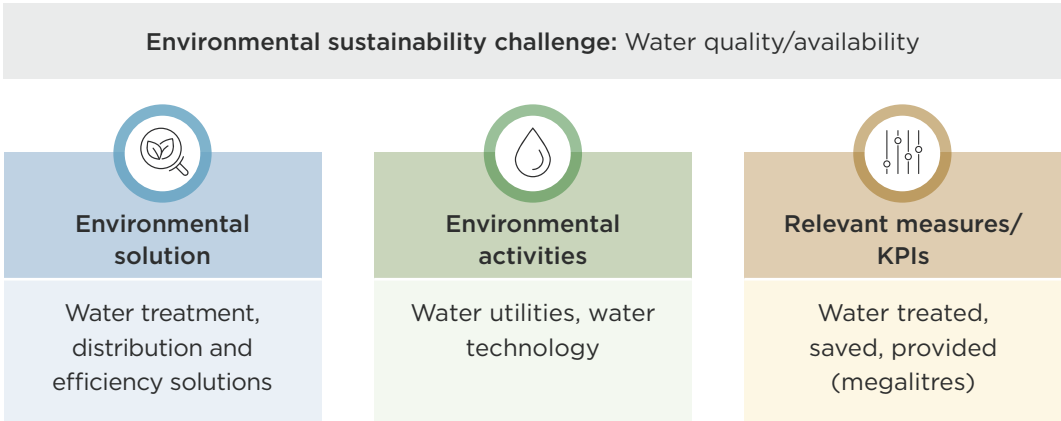 Environmental sustainability challenge: Water quality/availability
Environmental
solution
Water treatment,
distribution and
efficiency solutions
Environmental
activities
Water utilities, water
technology
Relevant measures/
KPIs
Water treated,
saved, provided
(megalitres)